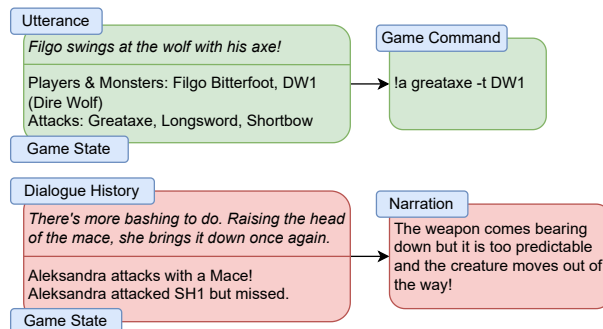 Utterance
Filgo swings at the wolf with his axe!
Players & Monsters: Filgo Bitterfoot, DW1
(Dire Wolf)
Attacks: Greataxe, Longsword, Shortbow
Game State
Game Command
!a greataxe -t DW1
Dialogue History
There's more bashing to do. Raising the head
of the mace, she brings it down once again.
Aleksandra attacks with a Mace!
Aleksandra attacked SH1 but missed.
Game State
Narration
The weapon comes bearing
down but it is too predictable
and the creature moves out of
the way!